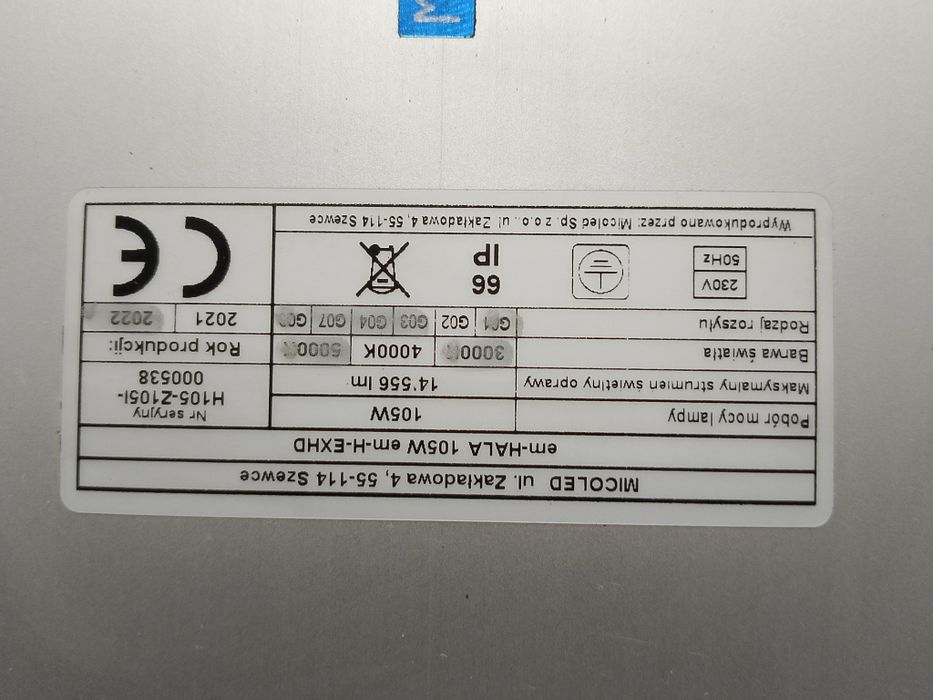 MICOLED ul. Zakładowa 4, 55-114 Szewce
em-HALA 105W em-H-EXHD
Pobór mocy lampy 105W
Maksymalny strumien świetlny oprawy 14'556 lm
Nr seryjny
H105-Z105I-
000538
Barwa światła 3000K 4000K 5000K
Rok produkcji:
Rodzaj rozsyłu G01 G02 G03 G04 G07
2021 2022
230V
50Hz
IP
66
CE
Wyprodukowano przez: Micoled Sp. z o.o., ul. Zakładowa 4, 55-114 Szewce